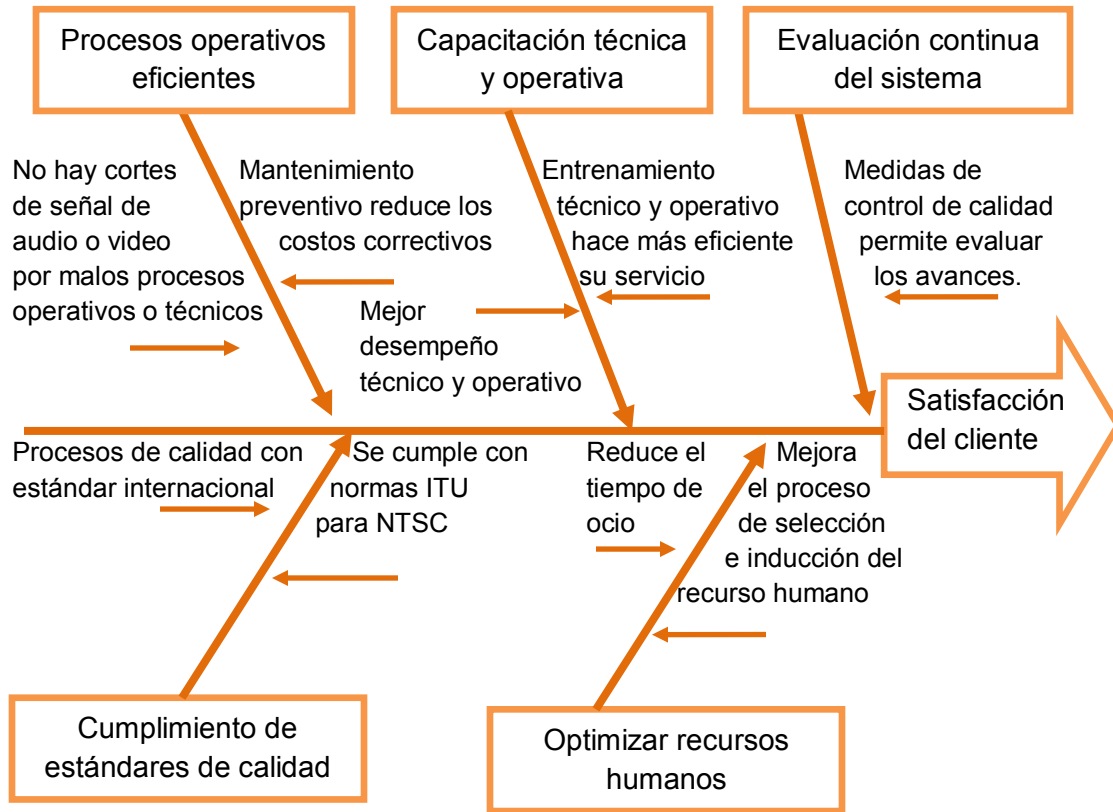 Procesos operativos
eficientes
Capacitación técnica
y operativa
Evaluación continua
del sistema
No hay cortes
de señal de
audio o video
por malos procesos
operativos o técnicos
Mantenimiento
preventivo reduce los
costos correctivos
Mejor
desempeño
técnico y operativo
Entrenamiento
técnico y operativo
hace más eficiente
su servicio
Medidas de
control de calidad
permite evaluar
los avances.
Satisfacción
del cliente
Procesos de calidad con
estándar internacional
Se cumple con
normas ITU
para NTSC
Reduce el
tiempo de
ocio
Mejora
el proceso
de selección
e inducción del
recurso humano
Cumplimiento de
estándares de calidad
Optimizar recursos
humanos